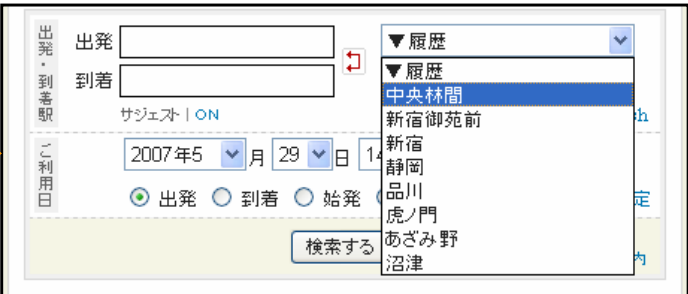 出発・到着駅
出発
▼履歴
到着
サジェスト | ON
h
▼履歴
中央林間
新宿御苑前
新宿
静岡
品川
虎ノ門
あざみ野
沼津
ご利用日
2007年5 月 29 日 14
出発 到着 始発
定
検索する
内